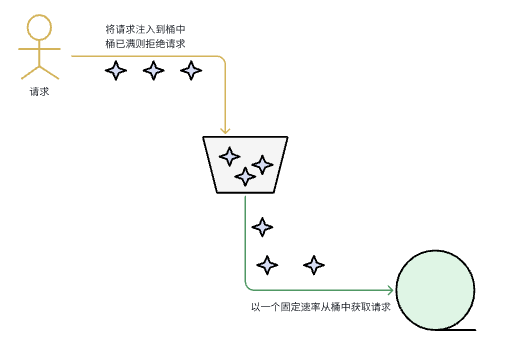 将请求注入到桶中
桶已满则拒绝请求
请求
以一个固定速率从桶中获取请求